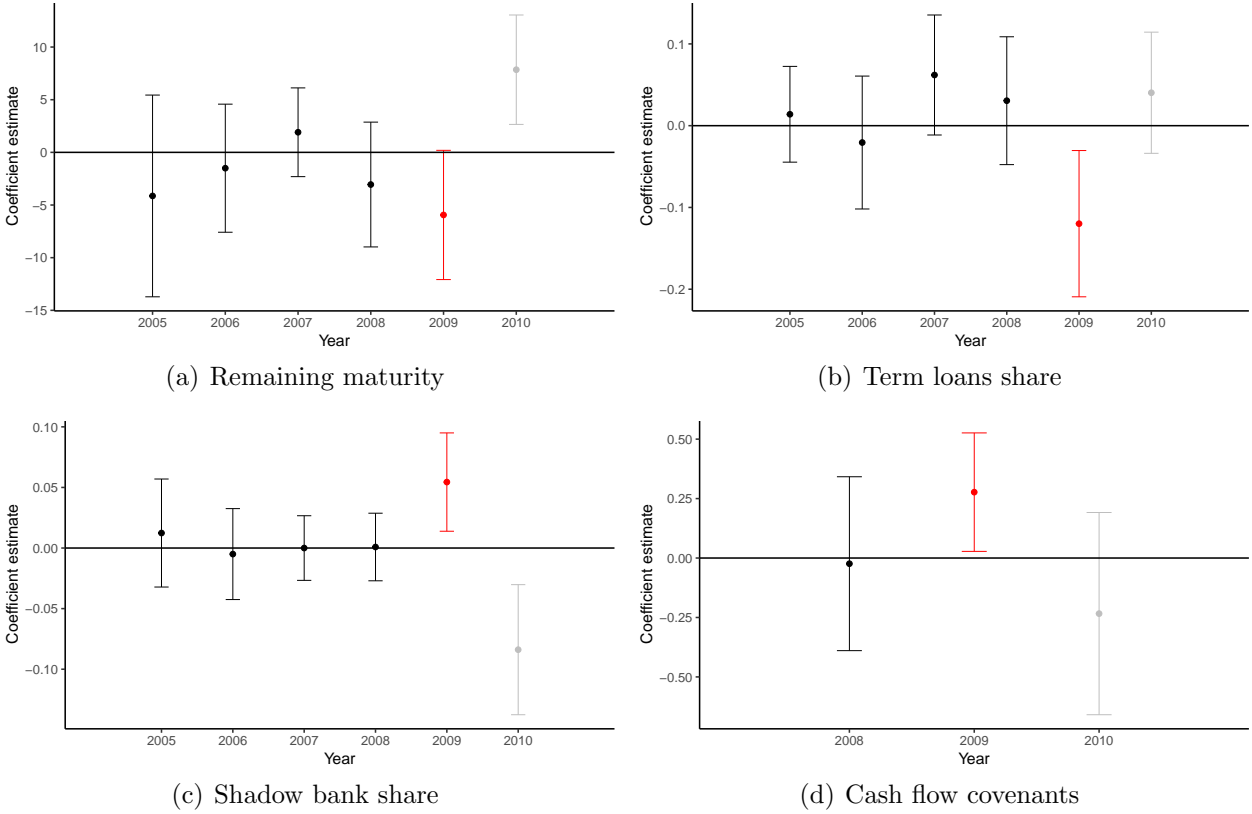 10
5
0
−5
−10
−15
Coefficient estimate
2005 2006 2007 2008 2009 2010
Year
(a) Remaining maturity
0.1
0.0
−0.1
−0.2
Coefficient estimate
2005 2006 2007 2008 2009 2010
Year
(b) Term loans share
0.10
0.05
0.00
−0.05
−0.10
Coefficient estimate
2005 2006 2007 2008 2009 2010
Year
(c) Shadow bank share
0.50
0.25
0.00
−0.25
−0.50
Coefficient estimate
2008 2009 2010
Year
(d) Cash flow covenants